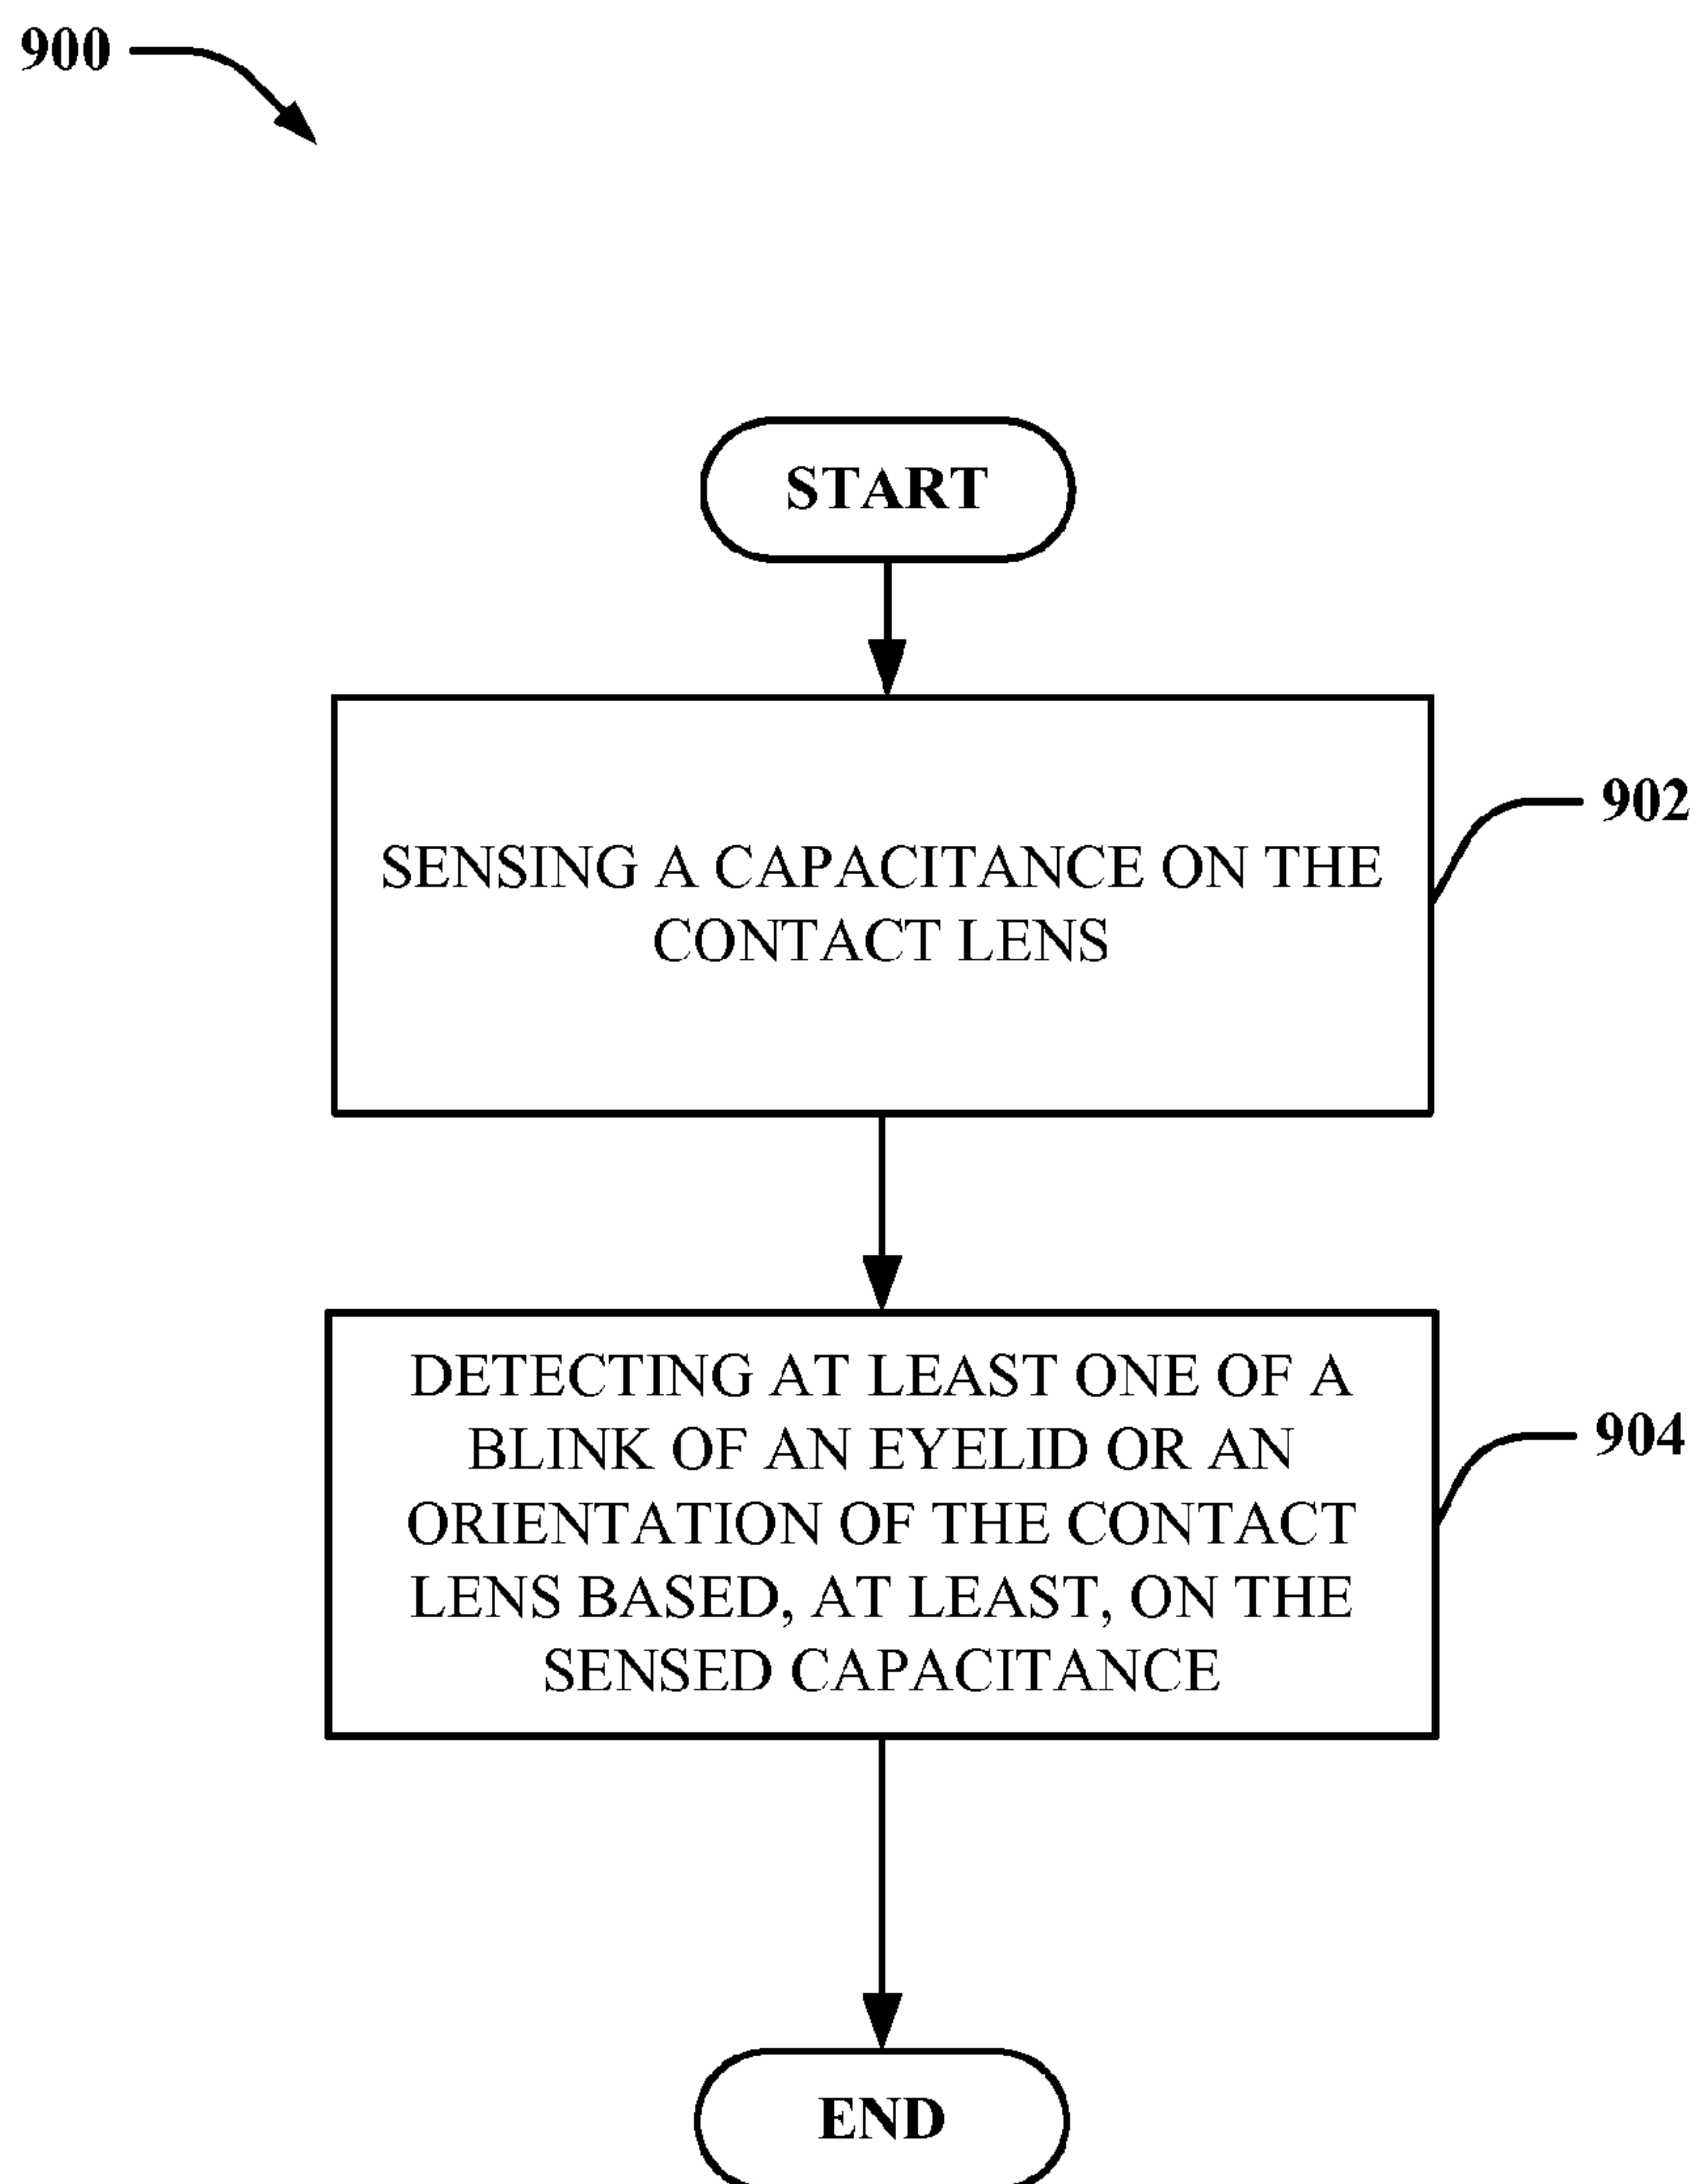 900
START
SENSING A CAPACITANCE ON THE
CONTACT LENS
902
DETECTING AT LEAST ONE OF A
BLINK OF AN EYELID OR AN
ORIENTATION OF THE CONTACT
LENS BASED, AT LEAST, ON THE
SENSED CAPACITANCE
904
END